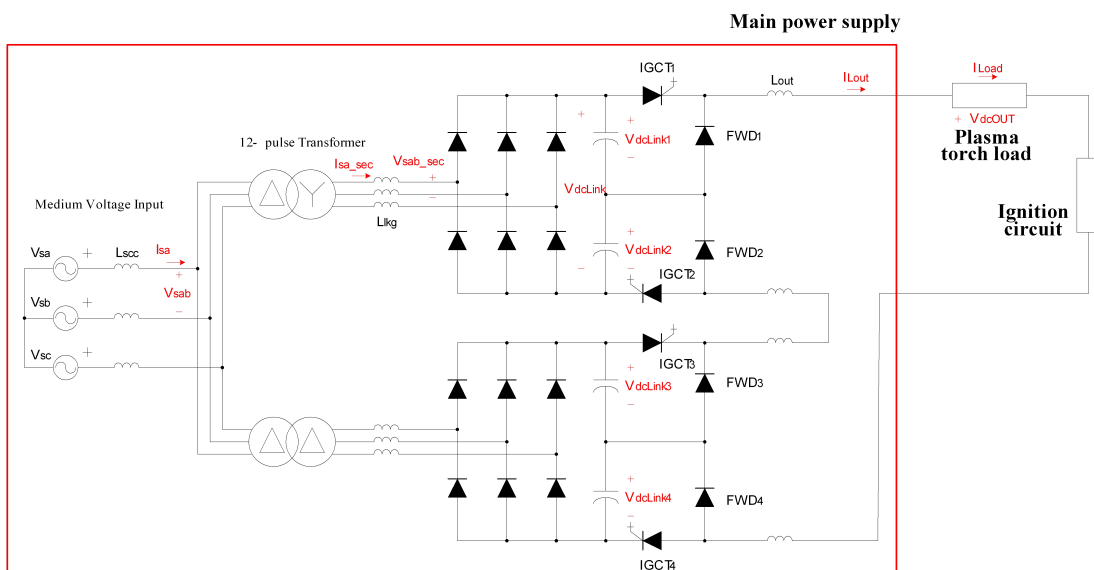 Main power supply
IGCT1
Lout
ILout
ILoad
+ VdcOUT
Plasma
torch load
Ignition
circuit
12- pulse Transformer
Isa_sec
Vsab_sec
+
−
Llkg
+
+
VdcLink1
−
FWD1
VdcLink
+
VdcLink2
−
−
FWD2
+
IGCT2
Medium Voltage Input
Vsa
+
Lscc
Isa
+
Vsab
−
Vsb
+
Vsc
+
+
IGCT3
+
VdcLink3
−
FWD3
+
VdcLink4
−
FWD4
+
IGCT4